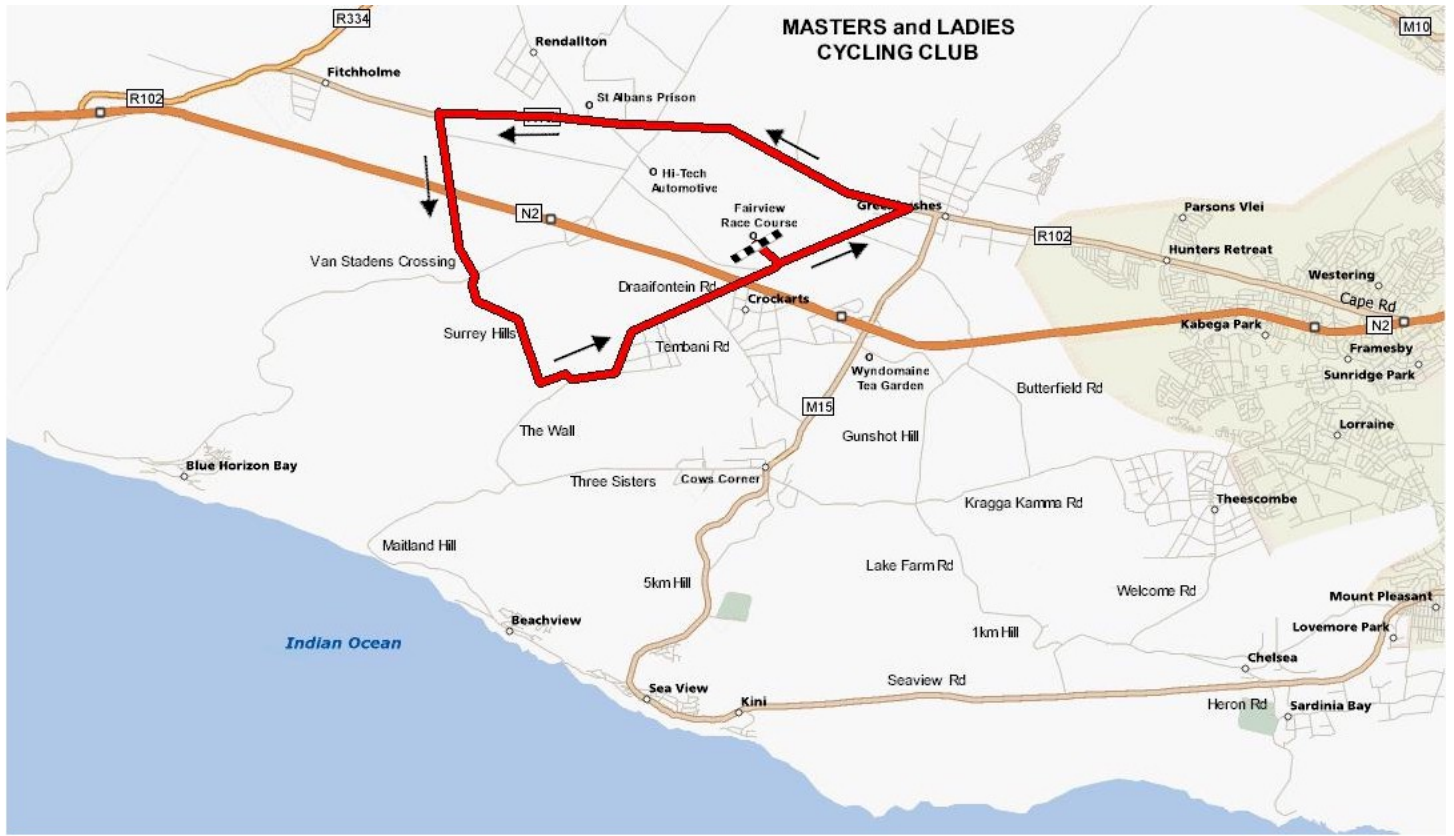 MASTERS and LADIES
CYCLING CLUB
R334
M10
Rendallton
Fitchholme
R102
St Albans Prison
Hi-Tech
Automotive
Fairview
Race Course
N2
Parsons Vlei
R102
Hunters Retreat
Van Stadens Crossing
Westering
Draaifontein Rd
Crockarts
Cape Rd
Kabega Park
N2
Surrey Hills
Tembani Rd
Framesby
Wyndomaine
Tea Garden
Sunridge Park
Butterfield Rd
M15
The Wall
Gunshot Hill
Lorraine
Blue Horizon Bay
Three Sisters
Cows Corner
Kragga Kamma Rd
Theescombe
Maitland Hill
5km Hill
Lake Farm Rd
Welcome Rd
Mount Pleasant
Beachview
1km Hill
Lovemore Park
Indian Ocean
Chelsea
Seaview Rd
Sea View
Kini
Heron Rd
Sardinia Bay